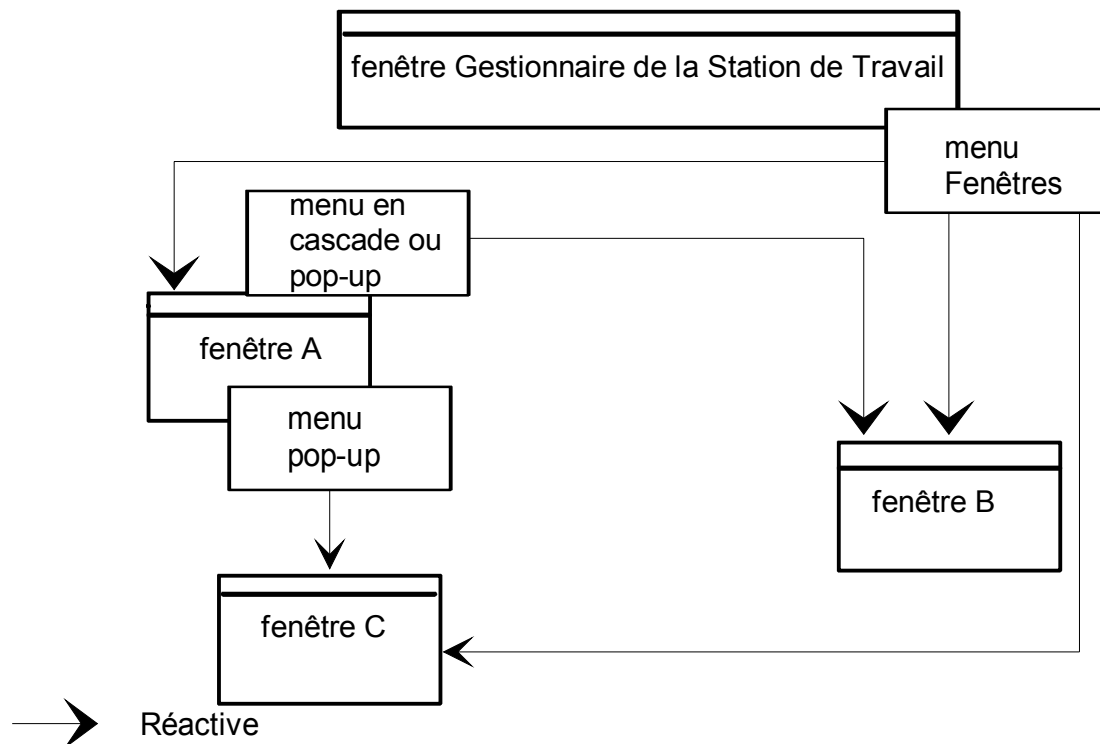 fenêtre Gestionnaire de la Station de Travail
menu
Fenêtres
menu en
cascade ou
pop-up
fenêtre A
menu
pop-up
fenêtre B
fenêtre C
Réactive